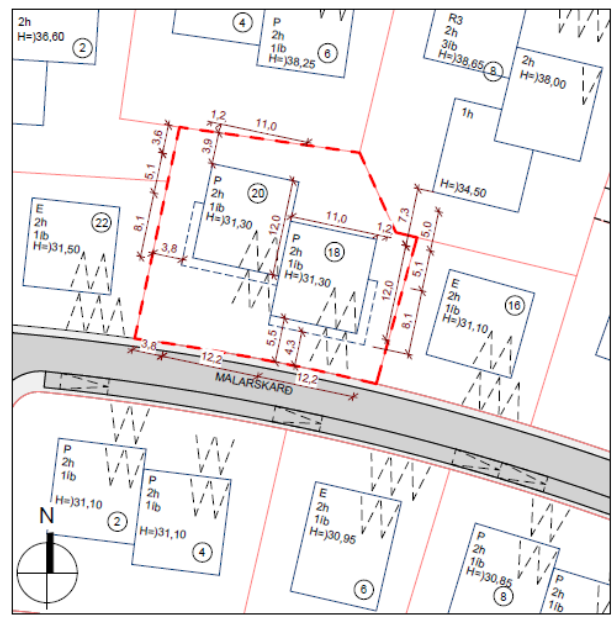 2h
H=)36,60
2
4
P
2h
1íb
H=)38,25
6
R3
2h
3íb
H=)38,65
8
2h
H=)38,00
1h
H=)34,50
1,2
11,0
3,6
3,9
5,1
8,1
3,8
P
2h
1íb
H=)31,30
20
12,0
11,0
1,2
P
2h
1íb
H=)31,30
18
7,3
5,0
5,1
12,0
8,1
E
2h
1íb
H=)31,50
22
E
2h
1íb
H=)31,10
16
5,5
4,3
3,8
12,2
12,2
MALARSKARÐ
P
2h
1íb
H=)31,10
2
P
2h
1íb
H=)31,10
4
E
2h
1íb
H=)30,95
6
P
2h
1íb
H=)30,85
8
P
2h
1íb
N